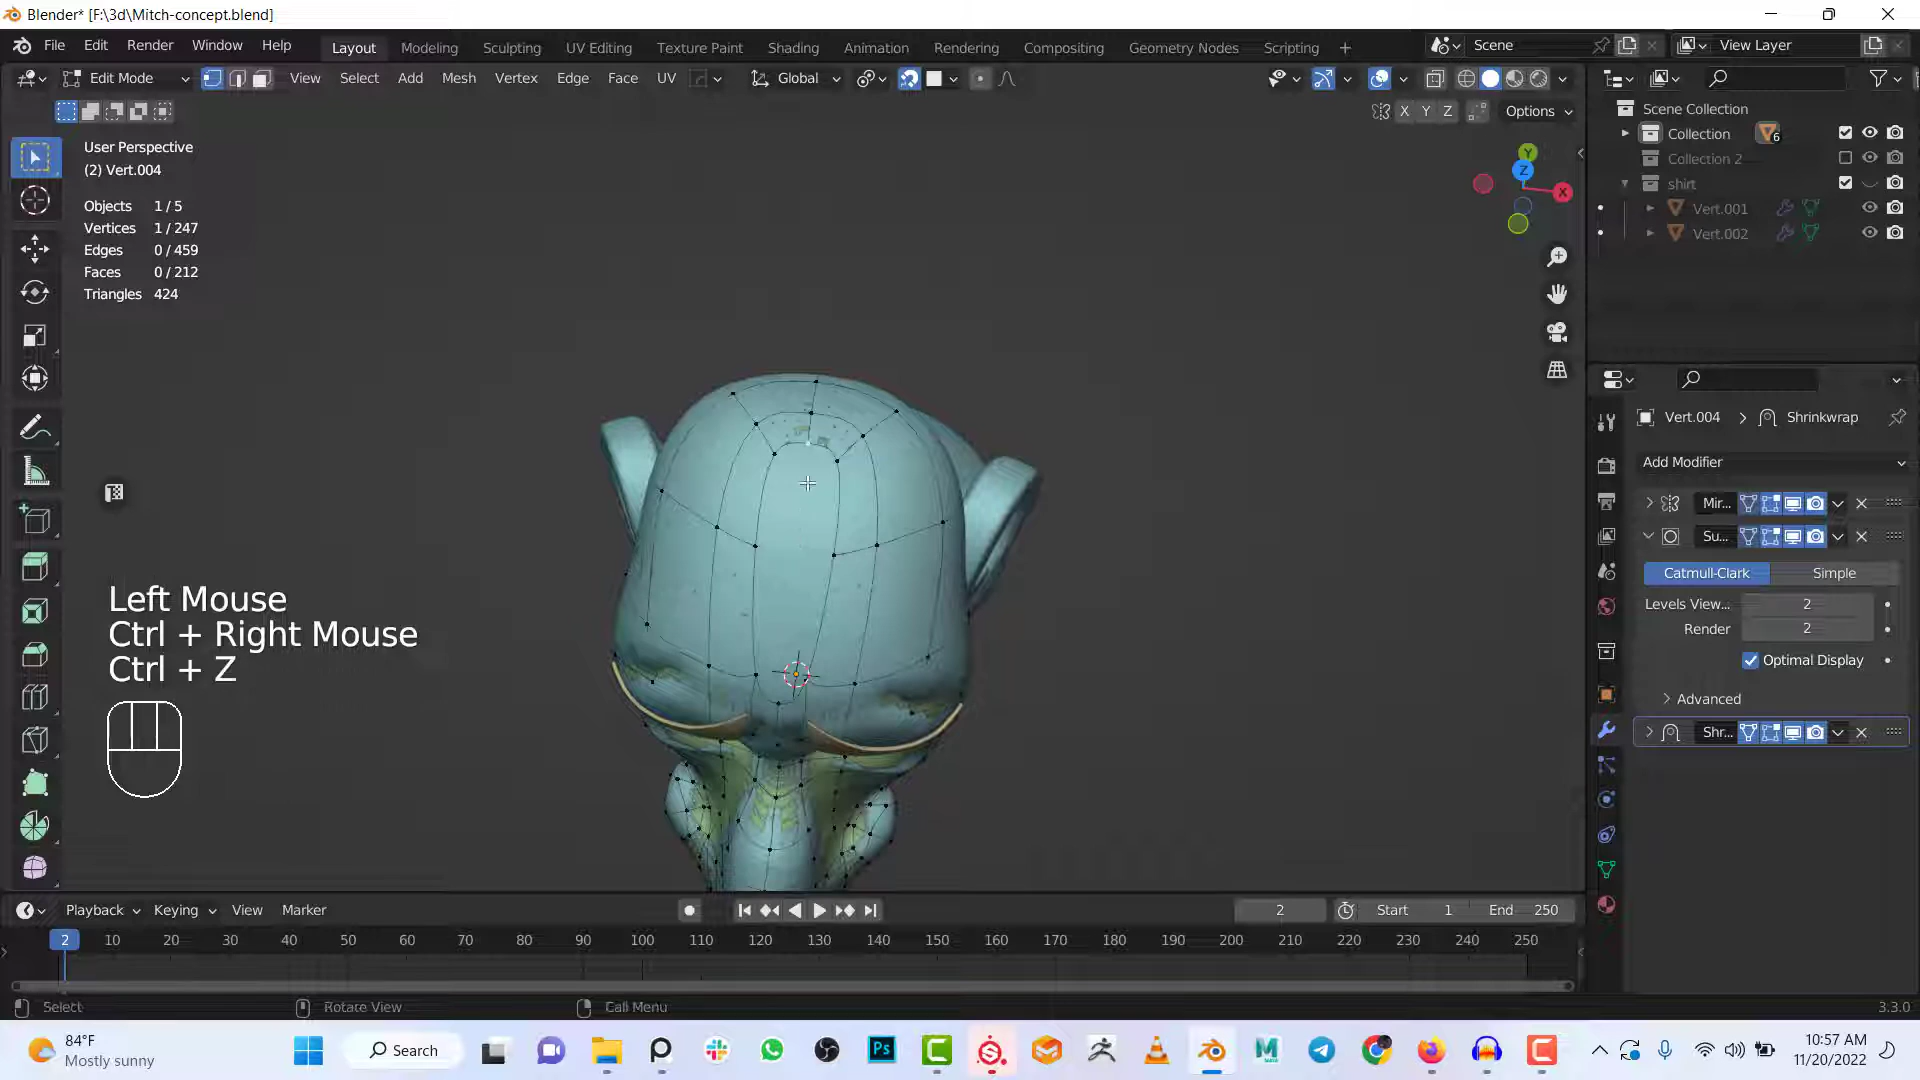 Blender* [F:\3d\Mitch-concept.blend]
File Edit Render Window Help Layout Modeling Sculpting UV Editing Texture Paint Shading Animation Rendering Compositing Geometry Nodes Scripting + Scene View Layer
Edit Mode View Select Add Mesh Vertex Edge Face UV Global
X Y Z Options
User Perspective
(2) Vert.004
Objects 1 / 5
Vertices 1 / 247
Edges 0 / 459
Faces 0 / 212
Triangles 424
Y
Z
X
Scene Collection
Collection 6
Collection 2
shirt
Vert.001
Vert.002
Vert.004 > Shrinkwrap
Add Modifier
Mir...
Su...
Catmull-Clark Simple
Levels View... 2
Render 2
Optimal Display
Advanced
Shr...
Left Mouse
Ctrl + Right Mouse
Ctrl + Z
Playback Keying View Marker 2 Start 1 End 250
2 10 20 30 40 50 60 70 80 90 100 110 120 130 140 150 160 170 180 190 200 210 220 230 240 250
Select Rotate View Call Menu 3.3.0
84°F
Mostly sunny
Search
Ps
10:57 AM
11/20/2022